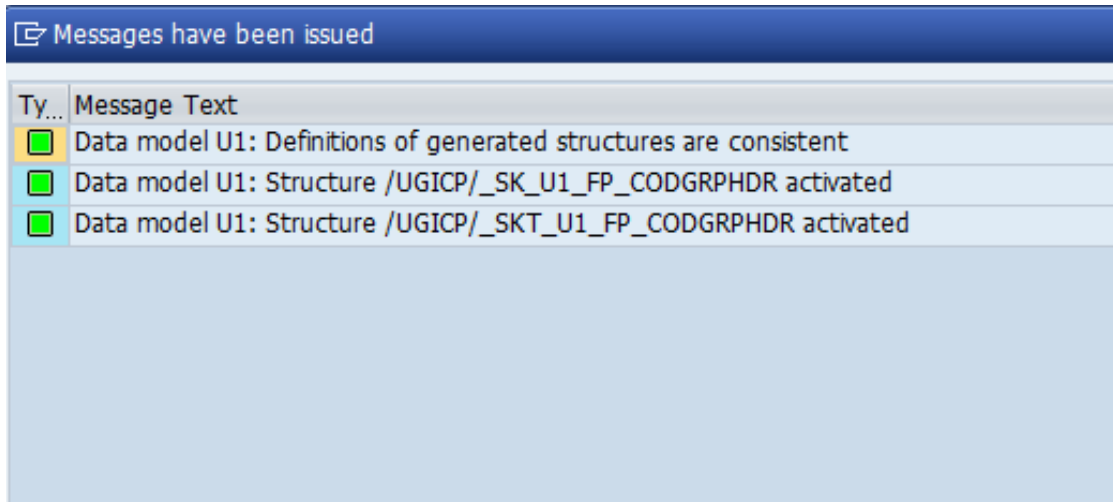 Messages have been issued
Ty... Message Text
Data model U1: Definitions of generated structures are consistent
Data model U1: Structure /UGICP/_SK_U1_FP_CODGRPHDR activated
Data model U1: Structure /UGICP/_SKT_U1_FP_CODGRPHDR activated